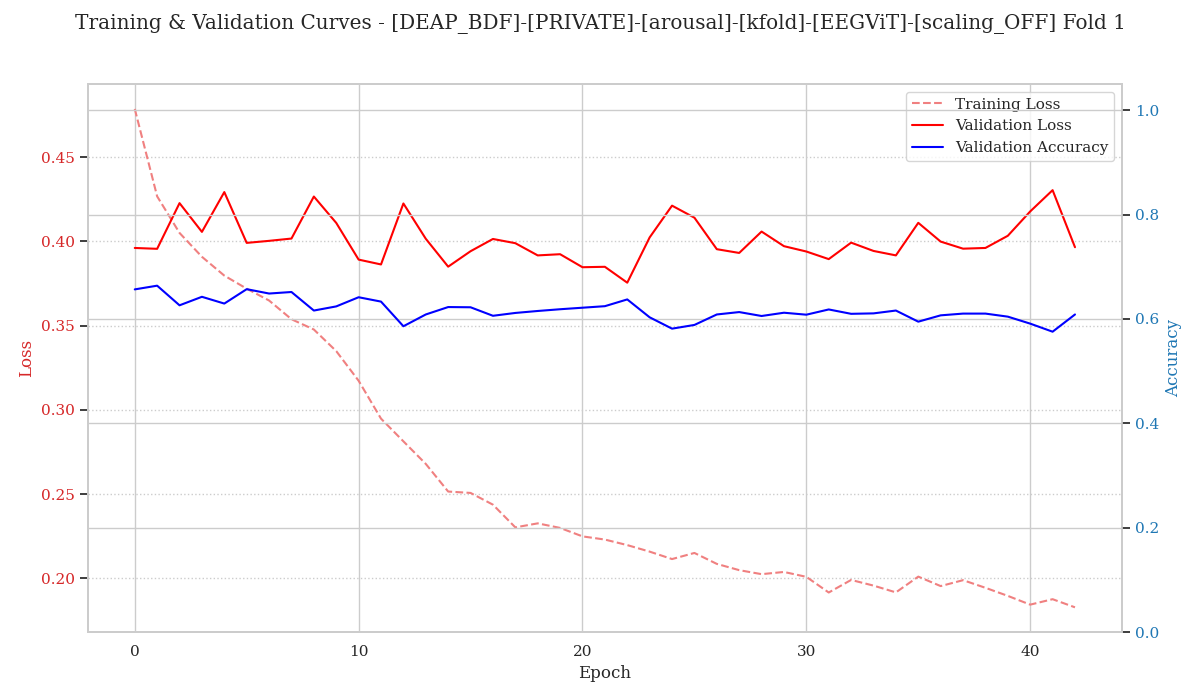 Training & Validation Curves - [DEAP_BDF]-[PRIVATE]-[arousal]-[kfold]-[EEGViT]-[scaling_OFF] Fold 1
Training Loss
Validation Loss
Validation Accuracy
Loss
0.45
0.40
0.35
0.30
0.25
0.20
1.0
0.8
0.6
0.4
0.2
0.0
Accuracy
0
10
20
30
40
Epoch